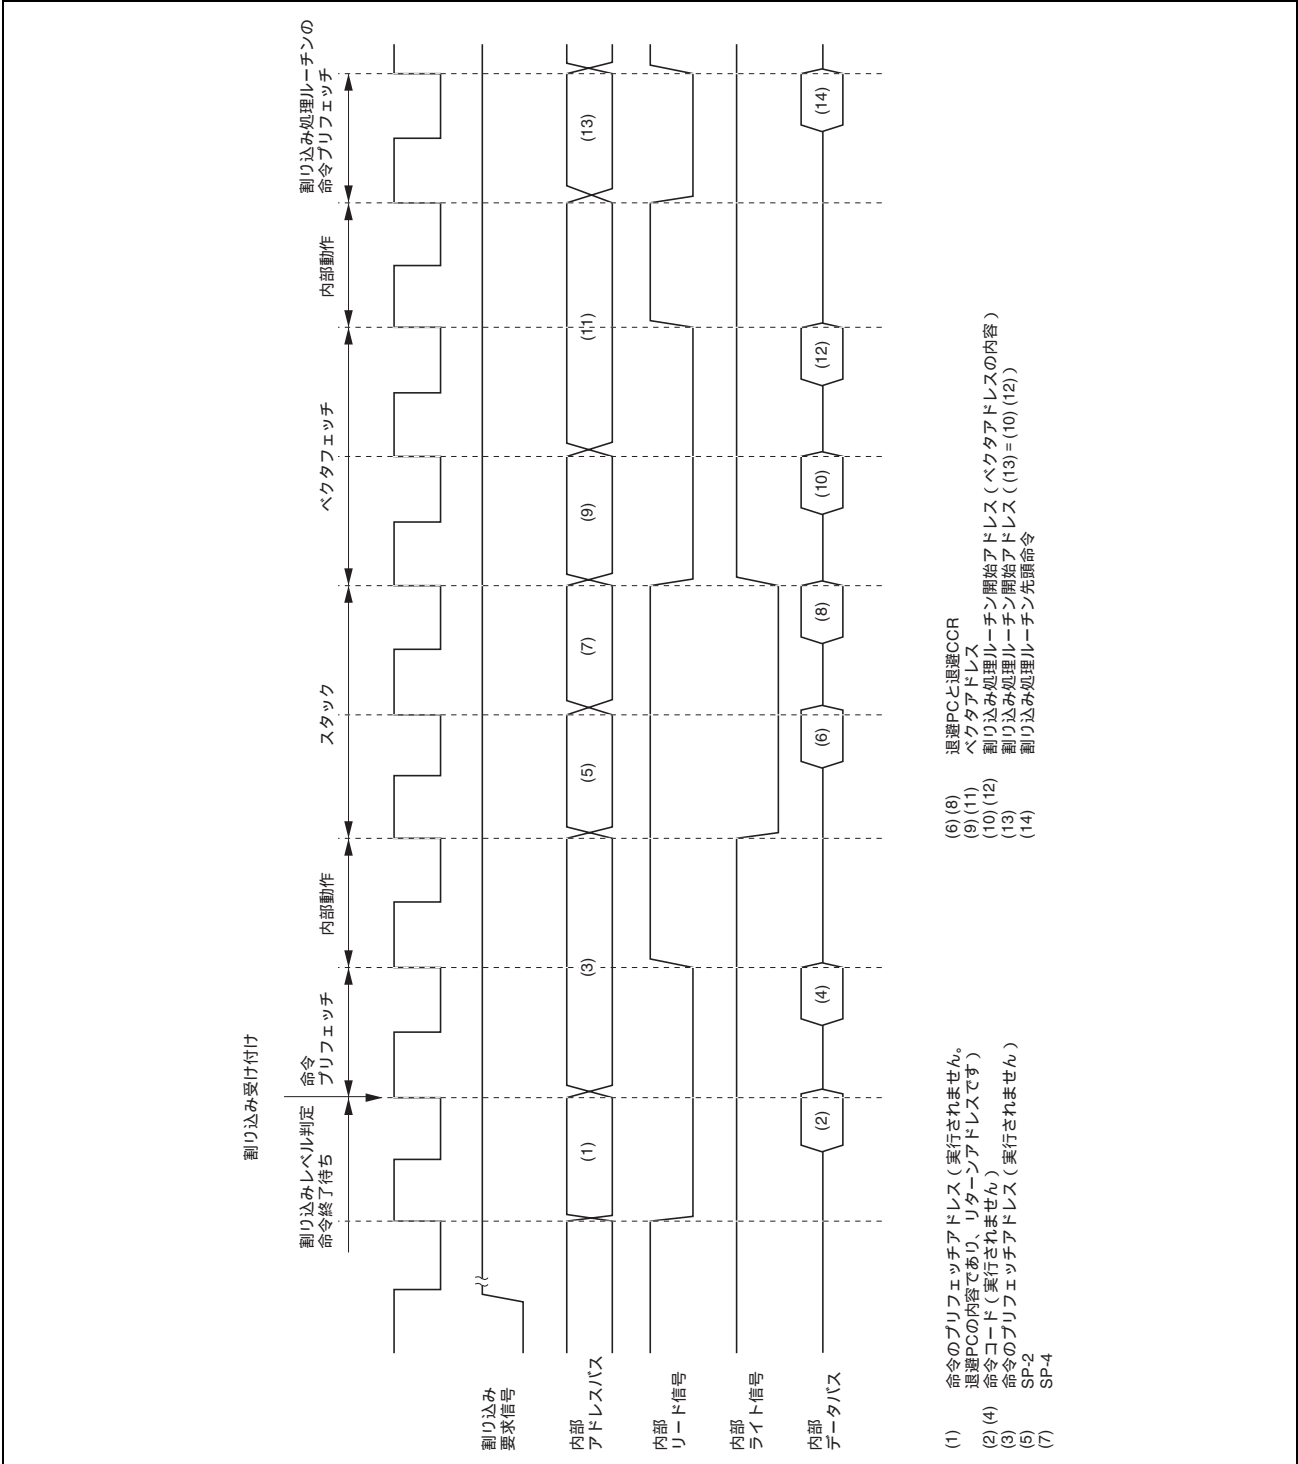 割り込み受け付け
割り込みレベル判定
命令終了待ち
命令
プリフェッチ
内部動作
スタック
ベクタフェッチ
内部動作
割り込み処理ルーチンの
命令プリフェッチ
割り込み
要求信号
内部
アドレスバス
(1)
(3)
(5)
(7)
(9)
(11)
(13)
内部
リード信号
内部
ライト信号
内部
データバス
(2)
(4)
(6)
(8)
(10)
(12)
(14)
(1) 命令のプリフェッチアドレス（実行されません。
退避PCの内容であり、リターンアドレスです）
(2) (4) 命令コード（実行されません）
(3) 命令のプリフェッチアドレス（実行されません）
(5) SP-2
(7) SP-4
(6) (8) 退避PCと退避CCR
(9) (11) ベクタアドレス
(10) (12) 割り込み処理ルーチン開始アドレス（ベクタアドレスの内容）
(13) 割り込み処理ルーチン開始アドレス（(13) = (10) (12)）
(14) 割り込み処理ルーチン先頭命令